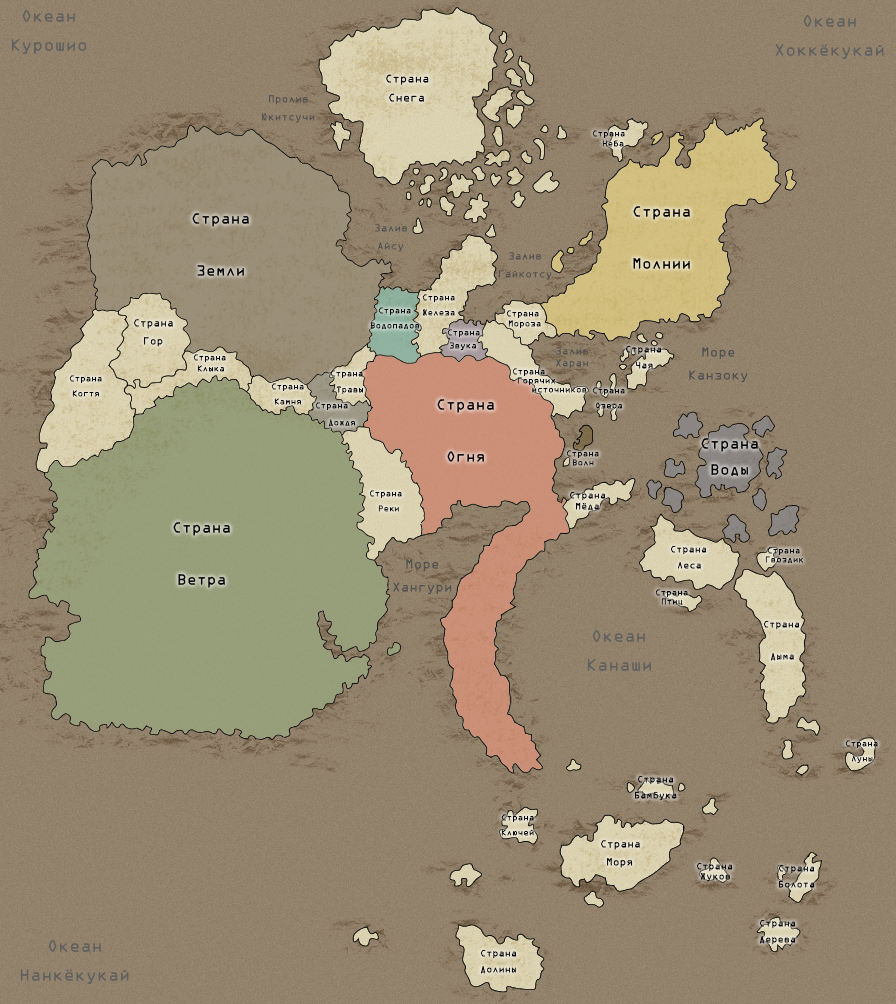 Океан
Курошио
Океан
Хоккёкукай
Страна
Снега
Пролив
Юкитсучи
Страна
Неба
Страна
Земли
Страна
Молнии
Залив
Айсу
Залив
Гейкотсу
Страна
Водопадов
Страна
Железа
Страна
Мороза
Страна
Звука
Страна
Гор
Страна
Клыка
Страна
Когтя
Страна
Камня
трана
Травы
Страна
Дождя
Страна
Горячих
источников
Залив
Харан
Страна
Чая
Море
Канзоку
Страна
Озера
Страна
Огня
Страна
Волн
Страна
Воды
Страна
Реки
Страна
Мёда
Страна
Ветра
Море
Хангури
Страна
Леса
Страна
Гвоздик
Страна
Птиц
Океан
Канаши
Страна
Дыма
Страна
Луны
Страна
Бамбука
Страна
Ключей
Страна
Моря
Страна
Жуков
Страна
Болота
Страна
Дерева
Страна
Долины
Океан
Нанкёкукай